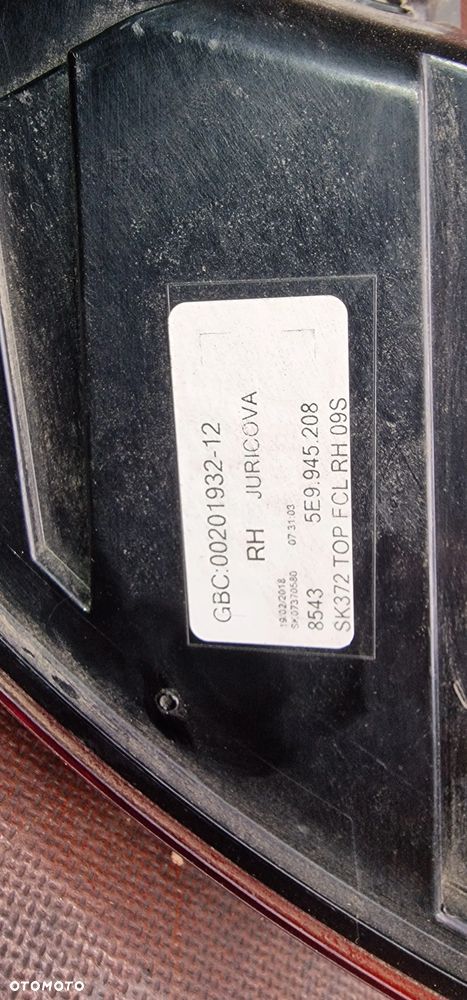 GBC:00201932-12
RH JURICOVA
19/02/2018 07:31:03
SK07370580
8543 5E9.945.208
SK372 TOP FCL RH 09S
OTOMOTO